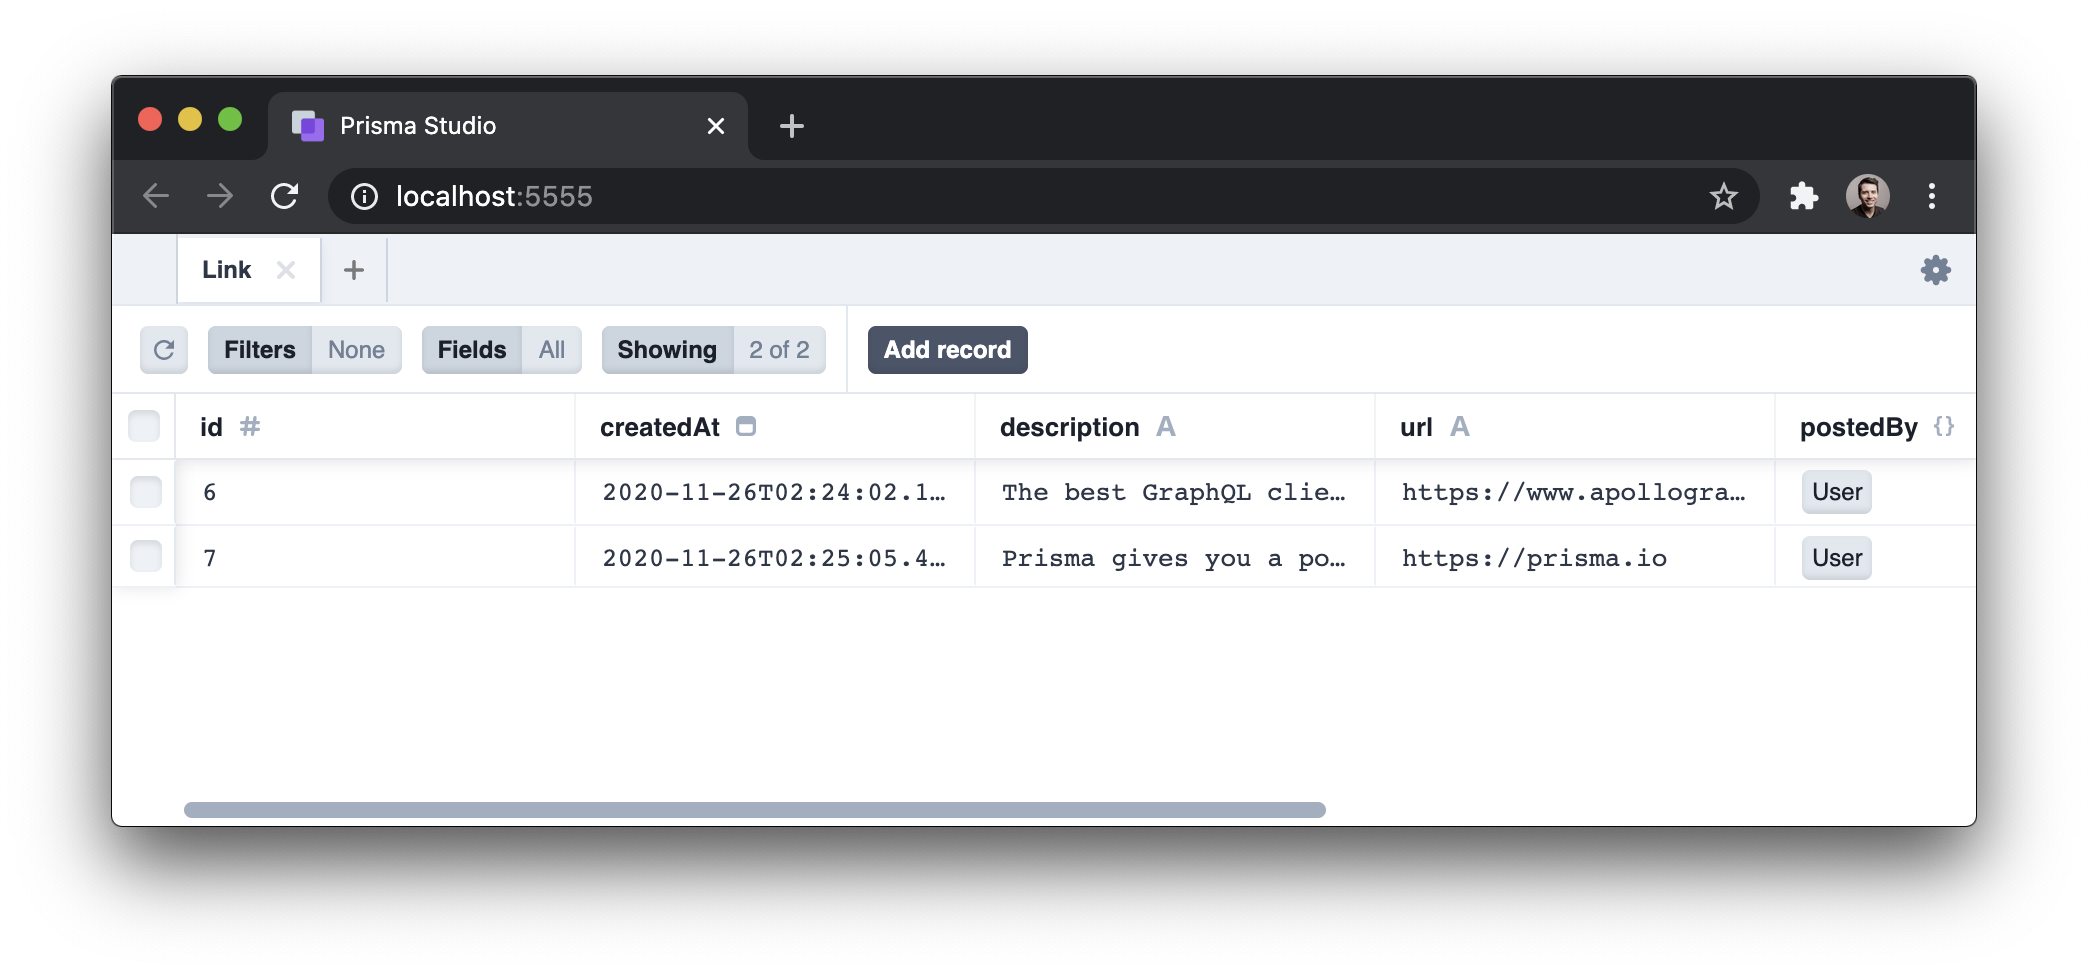 Prisma Studio
localhost:5555
Link
Filters None Fields All Showing 2 of 2 Add record
id # createdAt description A url A postedBy {}
6 2020-11-26T02:24:02.1… The best GraphQL clie… https://www.apollogra… User
7 2020-11-26T02:25:05.4… Prisma gives you a po… https://prisma.io User